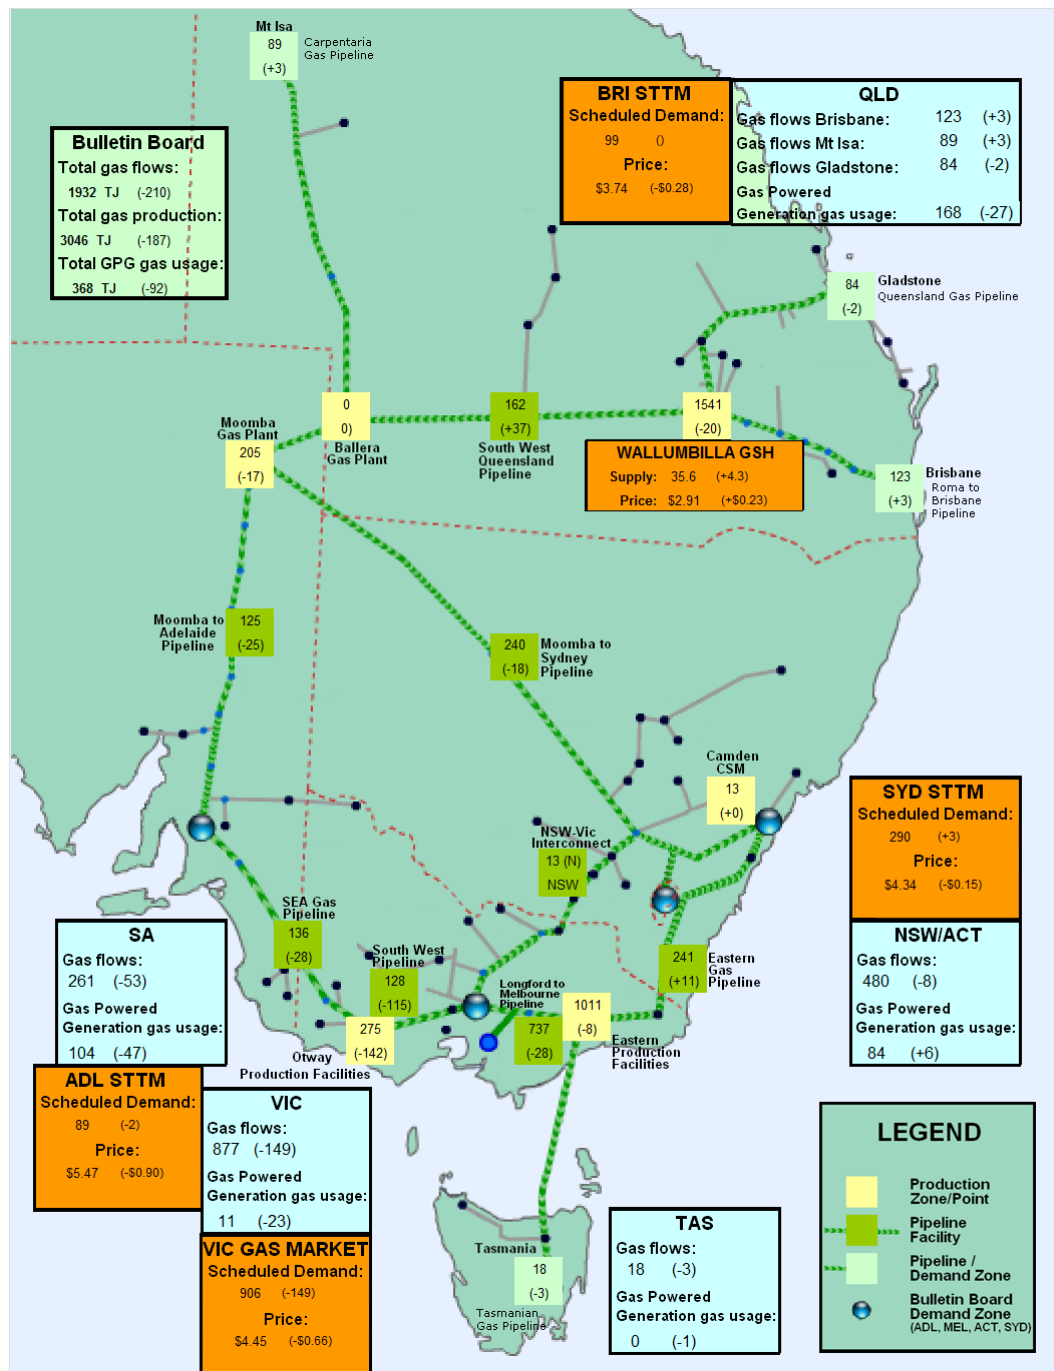 Mt Isa
89
(+3)
Carpentaria
Gas Pipeline
Bulletin Board
Total gas flows:
1932 TJ (-210)
Total gas production:
3046 TJ (-187)
Total GPG gas usage:
368 TJ (-92)
BRI STTM
Scheduled Demand:
99 ()
Price:
$3.74 (-$0.28)
QLD
Gas flows Brisbane: 123 (+3)
Gas flows Mt Isa: 89 (+3)
Gas flows Gladstone: 84 (-2)
Gas Powered
Generation gas usage: 168 (-27)
84
(-2)
Gladstone
Queensland Gas Pipeline
0
0)
Ballera
Gas Plant
162
(+37)
South West
Queensland
Pipeline
1541
(-20)
Moomba
Gas Plant
205
(-17)
WALLUMBILLA GSH
Supply: 35.6 (+4.3)
Price: $2.91 (+$0.23)
123
(+3)
Brisbane
Roma to
Brisbane
Pipeline
Moomba to
Adelaide
Pipeline
125
(-25)
240
(-18)
Moomba to
Sydney
Pipeline
Camden
CSM
13
(+0)
NSW-Vic
Interconnect
13 (N)
NSW
SYD STTM
Scheduled Demand:
290 (+3)
Price:
$4.34 (-$0.15)
SEA Gas
Pipeline
136
(-28)
South West
Pipeline
128
(-115)
Longford to
Melbourne
Pipeline
737
(-28)
1011
(-8)
Eastern
Production
Facilities
241
(+11)
Eastern
Gas
Pipeline
275
(-142)
Otway
Production Facilities
SA
Gas flows:
261 (-53)
Gas Powered
Generation gas usage:
104 (-47)
NSW/ACT
Gas flows:
480 (-8)
Gas Powered
Generation gas usage:
84 (+6)
ADL STTM
Scheduled Demand:
89 (-2)
Price:
$5.47 (-$0.90)
VIC
Gas flows:
877 (-149)
Gas Powered
Generation gas usage:
11 (-23)
VIC GAS MARKET
Scheduled Demand:
906 (-149)
Price:
$4.45 (-$0.66)
Tasmania
18
(-3)
Tasmanian
Gas Pipeline
TAS
Gas flows:
18 (-3)
Gas Powered
Generation gas usage:
0 (-1)
LEGEND
Production
Zone/Point
Pipeline
Facility
Pipeline /
Demand Zone
Bulletin Board
Demand Zone
(ADL, MEL, ACT, SYD)